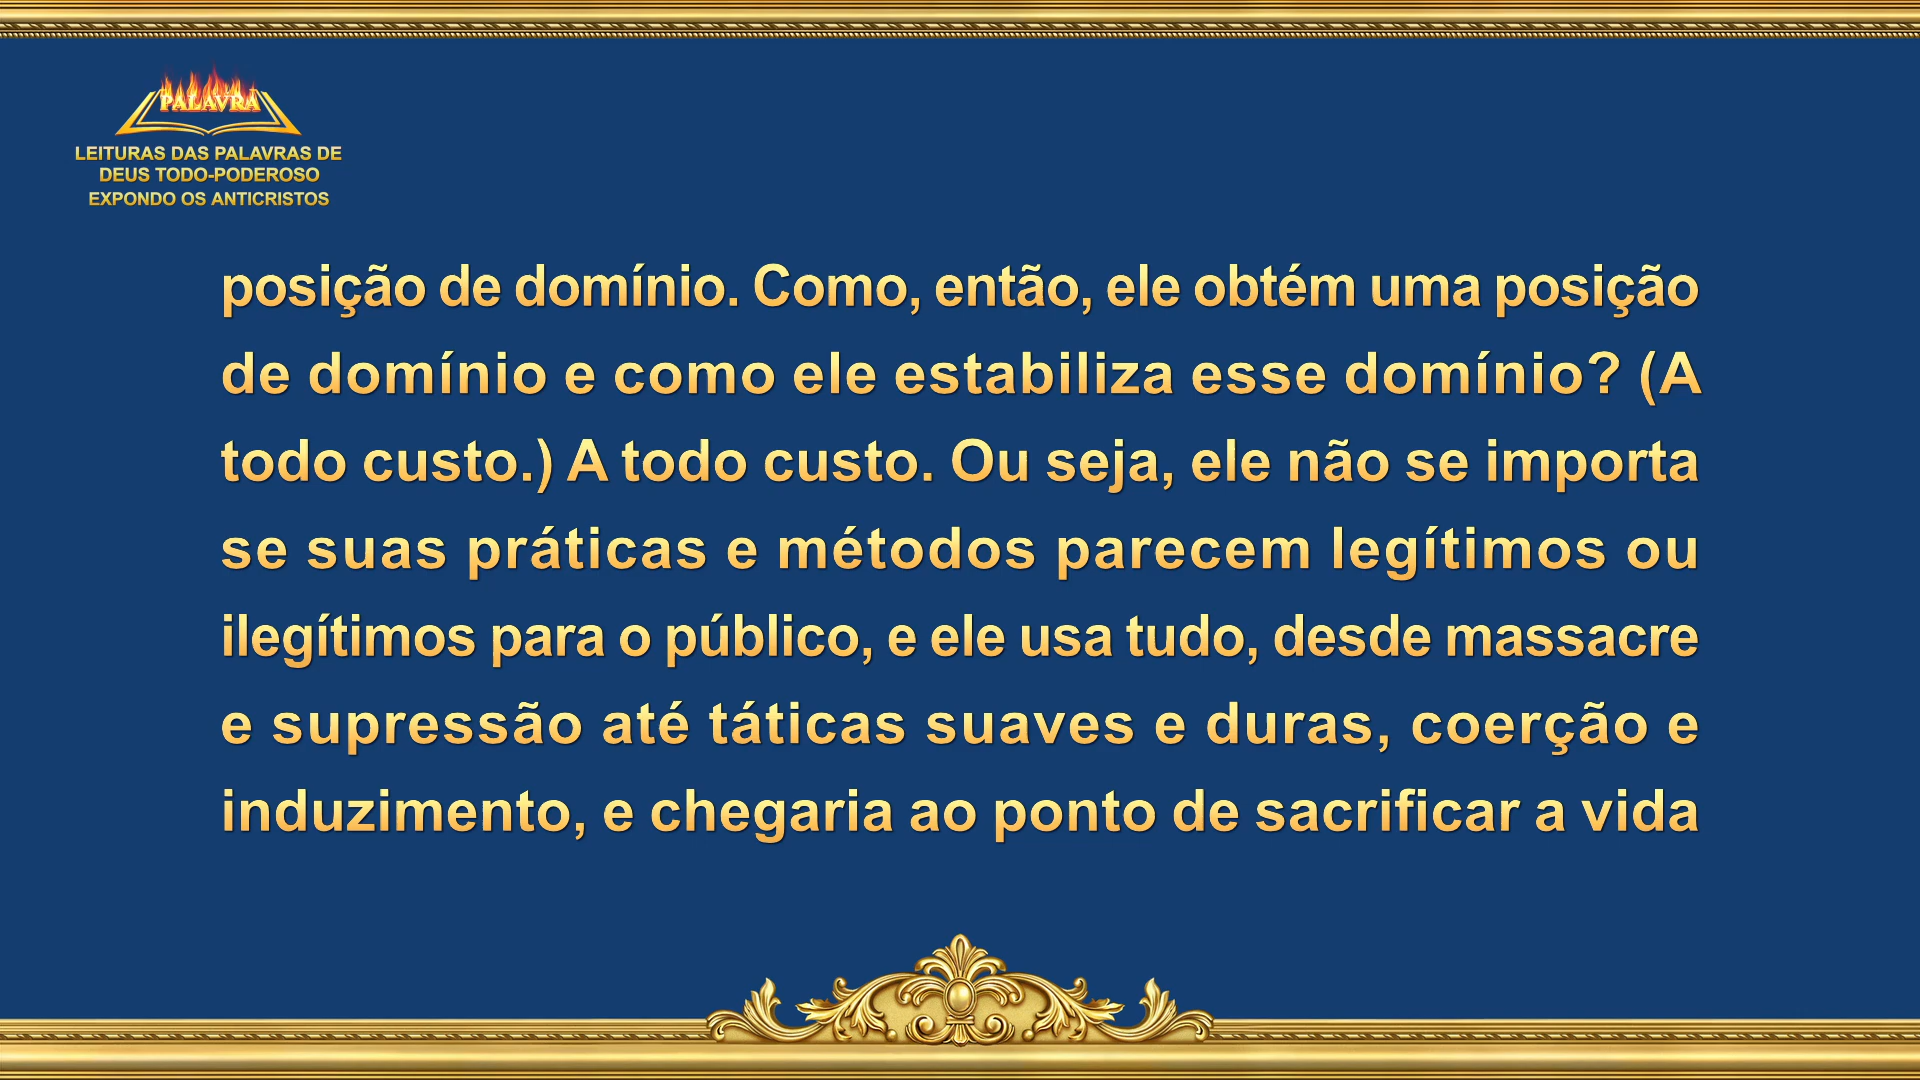 PALAVRA
LEITURAS DAS PALAVRAS DE
DEUS TODO-PODEROSO
EXPONDO OS ANTICRISTOS
posição de domínio. Como, então, ele obtém uma posição
de domínio e como ele estabiliza esse domínio? (A
todo custo.) A todo custo. Ou seja, ele não se importa
se suas práticas e métodos parecem legítimos ou
ilegítimos para o público, e ele usa tudo, desde massacre
e supressão até táticas suaves e duras, coerção e
induzimento, e chegaria ao ponto de sacrificar a vida